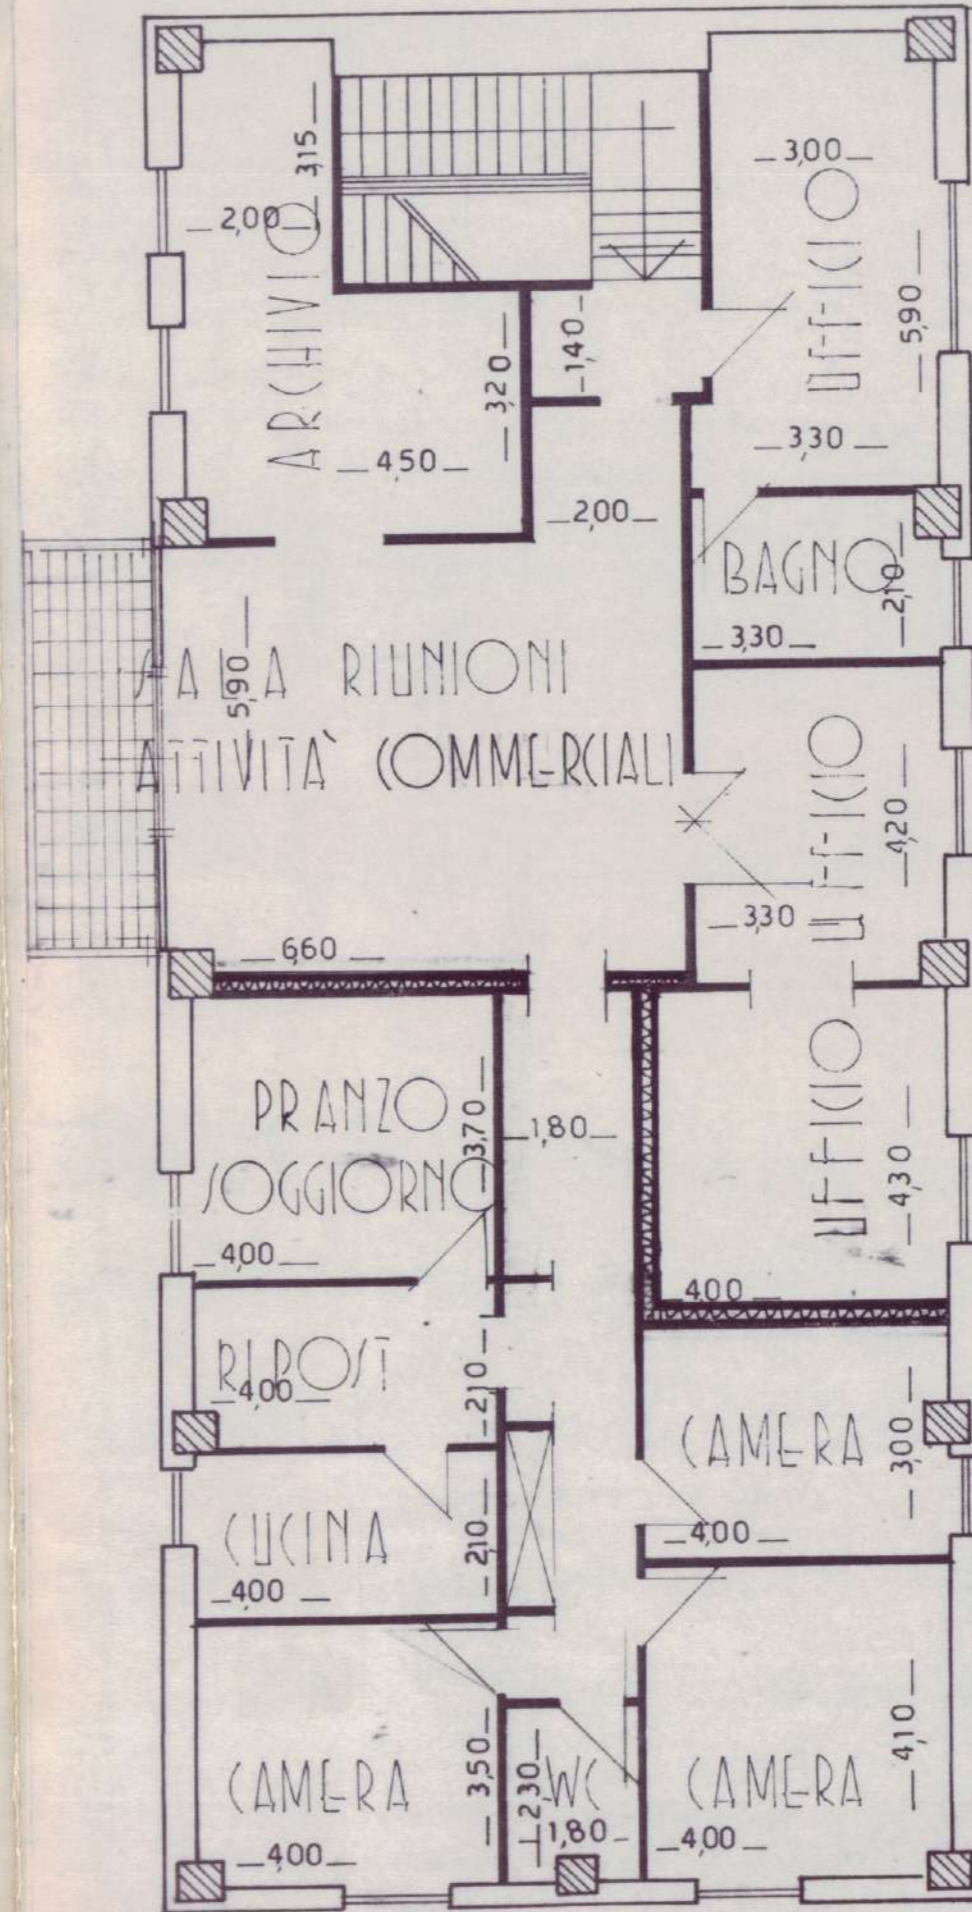 3,15
3,00
2,00
ARCHIVIO
UFFICIO
5,90
1,40
3,20
4,50
3,30
2,00
BAGNO
2,10
3,30
5,90
SALA RIUNIONI
ATTIVITÀ COMMERCIALI
UFFICIO
4,20
3,30
6,60
PRANZO
SOGGIORNO
3,70
1,80
4,00
UFFICIO
4,30
4,00
RIPOST
4,00
2,10
CAMERA
3,00
4,00
CUCINA
2,10
4,00
CAMERA
3,50
4,00
WC
2,30
1,80
CAMERA
4,10
4,00